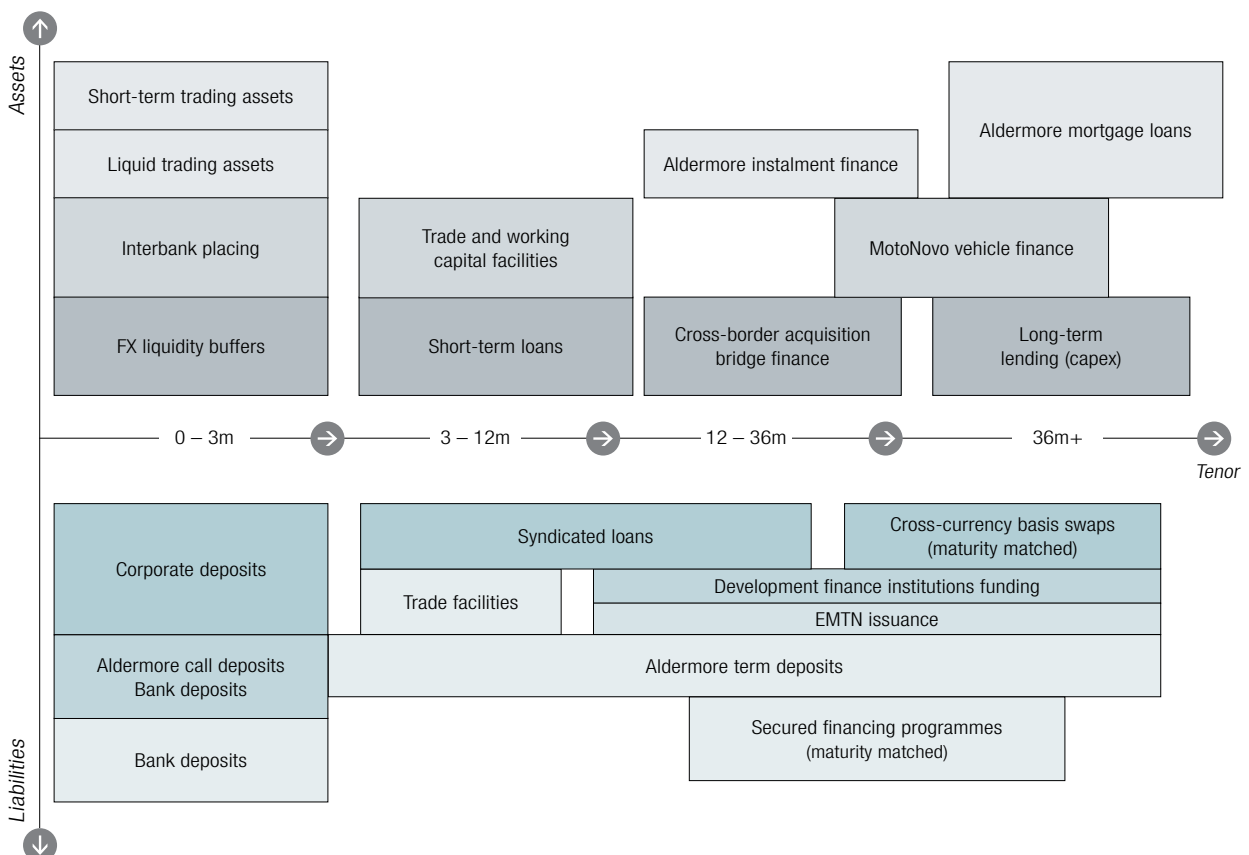 Assets
Short-term trading assets
Aldermore mortgage loans
Liquid trading assets
Aldermore instalment finance
Interbank placing
Trade and working
capital facilities
MotoNovo vehicle finance
FX liquidity buffers
Short-term loans
Cross-border acquisition
bridge finance
Long-term
lending (capex)
0 – 3m
3 – 12m
12 – 36m
36m+
Tenor
Corporate deposits
Syndicated loans
Cross-currency basis swaps
(maturity matched)
Trade facilities
Development finance institutions funding
EMTN issuance
Aldermore call deposits
Bank deposits
Aldermore term deposits
Bank deposits
Secured financing programmes
(maturity matched)
Liabilities